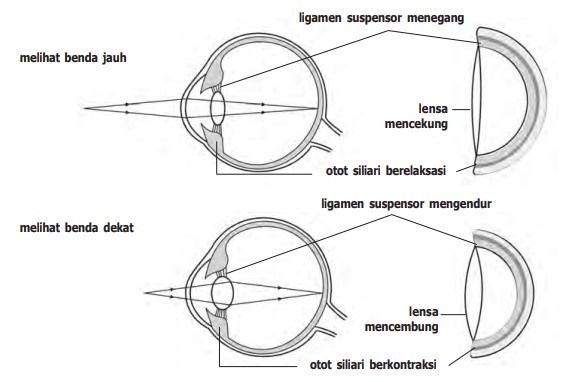 ligamen suspensor menegang
melihat benda jauh
lensa
mencekung
otot siliari berelaksasi
ligamen suspensor mengendur
melihat benda dekat
lensa
mencembung
otot siliari berkontraksi